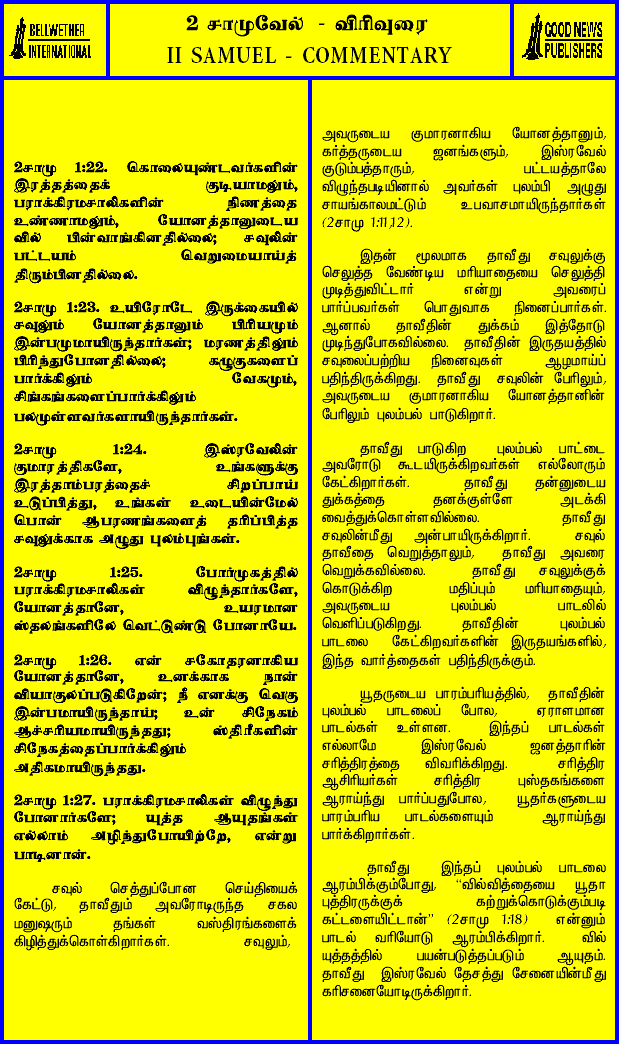 BELLWETHER
INTERNATIONAL
2 சாமுவேல் - விரிவுரை
II SAMUEL - COMMENTARY
GOOD NEWS
PUBLISHERS
2சாமு 1:22. கொலையுண்டவர்களின்
இரத்தத்தைக் குடியாமலும்,
பராக்கிரமசாலிகளின் நிணத்தை
உண்ணாமலும், யோனத்தானுடைய
வில் பின்வாங்கினதில்லை; சவுலின்
பட்டயம் வெறுமையாய்த்
திரும்பினதில்லை.
2சாமு 1:23. உயிரோடே இருக்கையில்
சவுலும் யோனத்தானும் பிரியமும்
இன்பமுமாயிருந்தார்கள்; மரணத்திலும்
பிரிந்துபோனதில்லை; கழுகுகளைப்
பார்க்கிலும் வேகமும்,
சிங்கங்களைப்பார்க்கிலும்
பலமுள்ளவர்களாயிருந்தார்கள்.
2சாமு 1:24. இஸ்ரவேலின்
குமாரத்திகளே, உங்களுக்கு
இரத்தாம்பரத்தைச் சிறப்பாய்
உடுப்பித்து, உங்கள் உடையின்மேல்
பொன் ஆபரணங்களைத் தரிப்பித்த
சவுலுக்காக அழுது புலம்புங்கள்.
2சாமு 1:25. போர்முகத்தில்
பராக்கிரமசாலிகள் விழுந்தார்களே,
யோனத்தானே, உயரமான
ஸ்தலங்களிலே வெட்டுண்டு போனாயே.
2சாமு 1:26. என் சகோதரனாகிய
யோனத்தானே, உனக்காக நான்
வியாகுலப்படுகிறேன்; நீ எனக்கு வெகு
இன்பமாயிருந்தாய்; உன் சிநேகம்
ஆச்சரியமாயிருந்தது; ஸ்திரீகளின்
சிநேகத்தைப்பார்க்கிலும்
அதிகமாயிருந்தது.
2சாமு 1:27. பராக்கிரமசாலிகள் விழுந்து
போனார்களே; யுத்த ஆயுதங்கள்
எல்லாம் அழிந்துபோயிற்றே, என்று
பாடினான்.
சவுல் செத்துப்போன செய்தியைக்
கேட்டு, தாவீதும் அவரோடிருந்த சகல
மனுஷரும் தங்கள் வஸ்திரங்களைக்
கிழித்துக்கொள்கிறார்கள். சவுலும்,
அவருடைய குமாரனாகிய யோனத்தானும்,
கர்த்தருடைய ஜனங்களும், இஸ்ரவேல்
குடும்பத்தாரும், பட்டயத்தாலே
விழுந்தபடியினால் அவர்கள் புலம்பி அழுது
சாயங்காலமட்டும் உபவாசமாயிருந்தார்கள்
(2சாமு 1:11,12).
இதன் மூலமாக தாவீது சவுலுக்கு
செலுத்த வேண்டிய மரியாதையை செலுத்தி
முடித்துவிட்டார் என்று அவரைப்
பார்ப்பவர்கள் பொதுவாக நினைப்பார்கள்.
ஆனால் தாவீதின் துக்கம் இத்தோடு
முடிந்துபோகவில்லை. தாவீதின் இருதயத்தில்
சவுலைப்பற்றிய நினைவுகள் ஆழமாய்ப்
பதிந்திருக்கிறது. தாவீது சவுலின் பேரிலும்,
அவருடைய குமாரனாகிய யோனத்தானின்
பேரிலும் புலம்பல் பாடுகிறார்.
தாவீது பாடுகிற புலம்பல் பாட்டை
அவரோடு கூடயிருக்கிறவர்கள் எல்லோரும்
கேட்கிறார்கள். தாவீது தன்னுடைய
துக்கத்தை தனக்குள்ளே அடக்கி
வைத்துக்கொள்ளவில்லை. தாவீது
சவுலின்மீது அன்பாயிருக்கிறார். சவுல்
தாவீதை வெறுத்தாலும், தாவீது அவரை
வெறுக்கவில்லை. தாவீது சவுலுக்குக்
கொடுக்கிற மதிப்பும் மரியாதையும்,
அவருடைய புலம்பல் பாடலில்
வெளிப்படுகிறது. தாவீதின் புலம்பல்
பாடலை கேட்கிறவர்களின் இருதயங்களில்,
இந்த வார்த்தைகள் பதிந்திருக்கும்.
யூதருடைய பாரம்பரியத்தில், தாவீதின்
புலம்பல் பாடலைப் போல, ஏராளமான
பாடல்கள் உள்ளன. இந்தப் பாடல்கள்
எல்லாமே இஸ்ரவேல் ஜனத்தாரின்
சரித்திரத்தை விவரிக்கிறது. சரித்திர
ஆசிரியர்கள் சரித்திர புஸ்தகங்களை
ஆராய்ந்து பார்ப்பதுபோல, யூதர்களுடைய
பாரம்பரிய பாடல்களையும் ஆராய்ந்து
பார்க்கிறார்கள்.
தாவீது இந்தப் புலம்பல் பாடலை
ஆரம்பிக்கும்போது, “வில்வித்தையை யூதா
புத்திரருக்குக் கற்றுக்கொடுக்கும்படி
கட்டளையிட்டான்” (2சாமு 1:18) என்னும்
பாடல் வரியோடு ஆரம்பிக்கிறார். வில்
யுத்தத்தில் பயன்படுத்தப்படும் ஆயுதம்.
தாவீது இஸ்ரவேல் தேசத்து சேனையின்மீது
கரிசனையோடிருக்கிறார்.